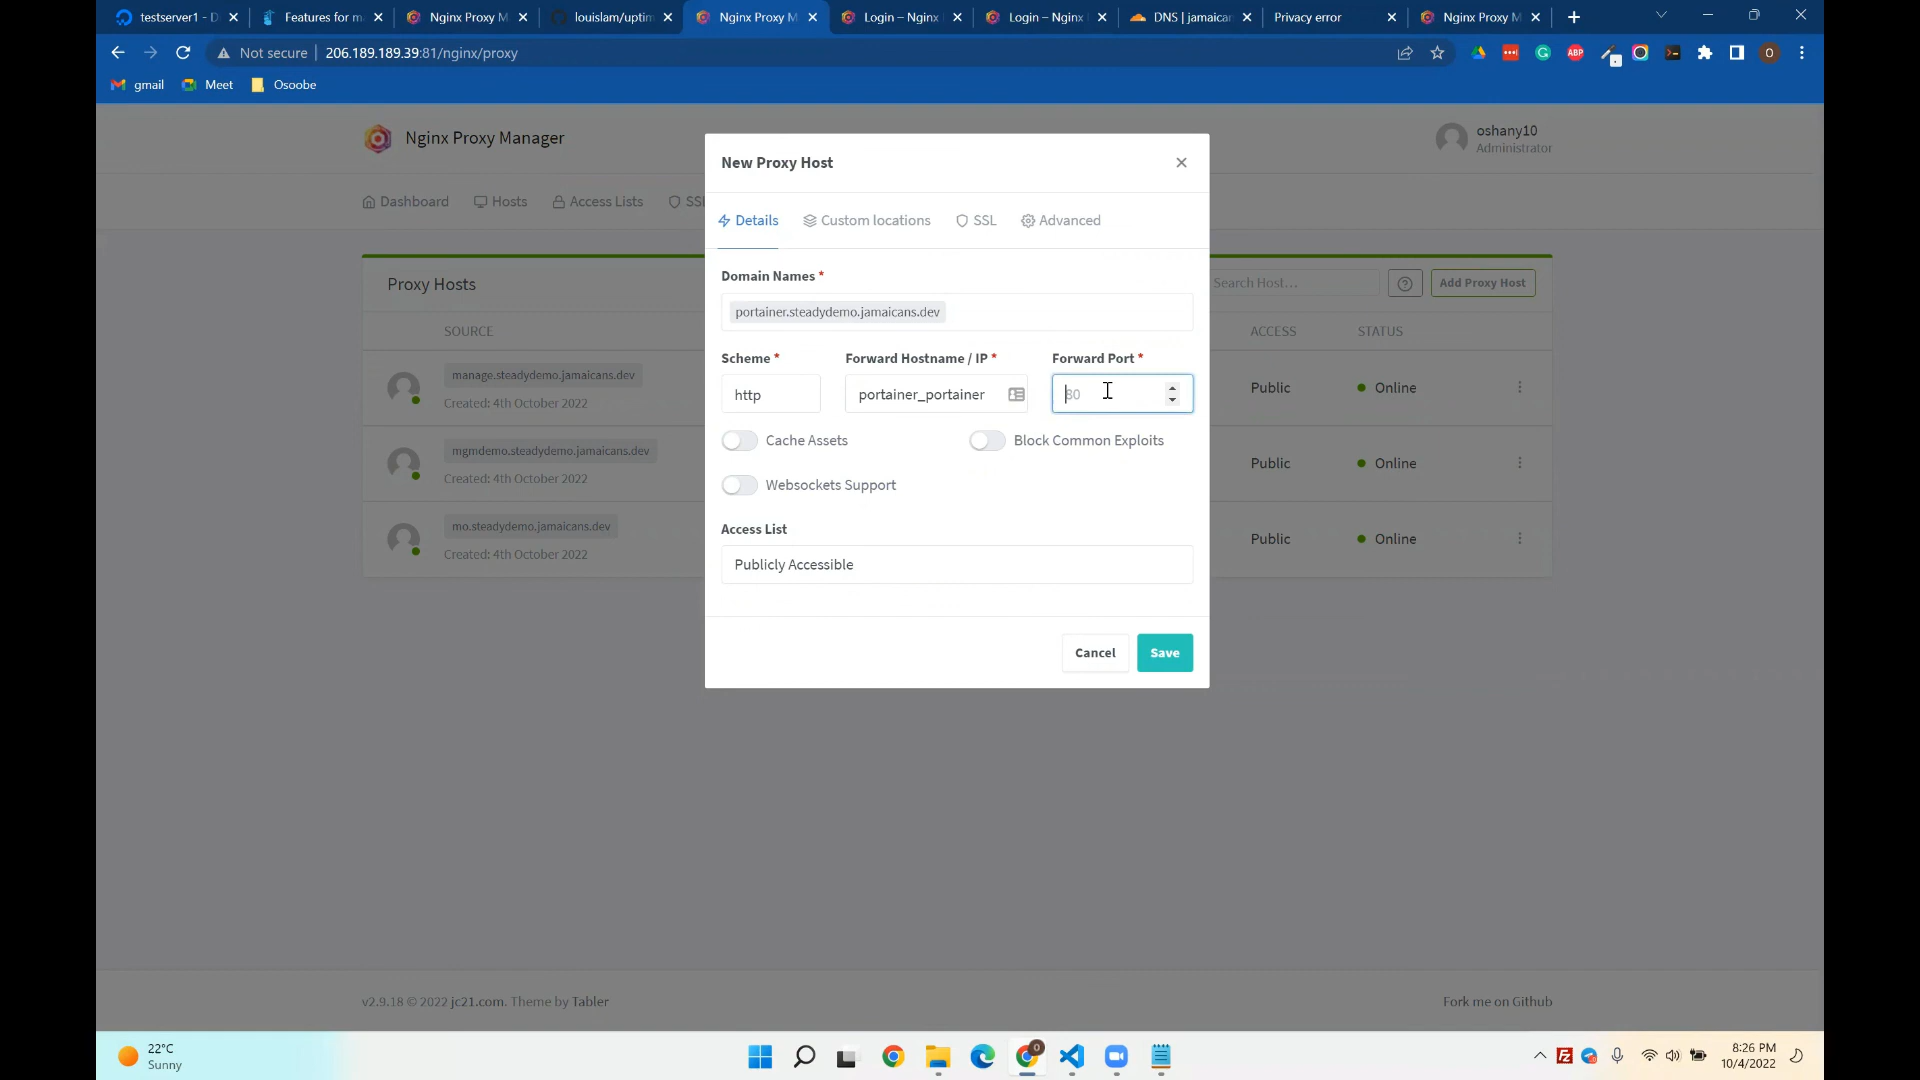 testserver1 - D
Features for m
Nginx Proxy M
louislam/uptim
Nginx Proxy M
Login – Nginx
Login – Nginx
DNS | jamaicar
Privacy error
Nginx Proxy M
Not secure
206.189.189.39:81/nginx/proxy
ABP
O
gmail
Meet
Osoobe
Nginx Proxy Manager
oshany10
Administrator
Dashboard
Hosts
Access Lists
SSL
Proxy Hosts
Search Host...
Add Proxy Host
SOURCE
ACCESS
STATUS
manage.steadydemo.jamaicans.dev
Created: 4th October 2022
Public
Online
mgmdemo.steadydemo.jamaicans.dev
Created: 4th October 2022
Public
Online
mo.steadydemo.jamaicans.dev
Created: 4th October 2022
Public
Online
New Proxy Host
Details
Custom locations
SSL
Advanced
Domain Names *
portainer.steadydemo.jamaicans.dev
Scheme *
Forward Hostname / IP *
Forward Port *
http
portainer_portainer
80
Cache Assets
Block Common Exploits
Websockets Support
Access List
Publicly Accessible
Cancel
Save
v2.9.18 © 2022 jc21.com. Theme by Tabler
Fork me on Github
22°C
Sunny
8:26 PM
10/4/2022